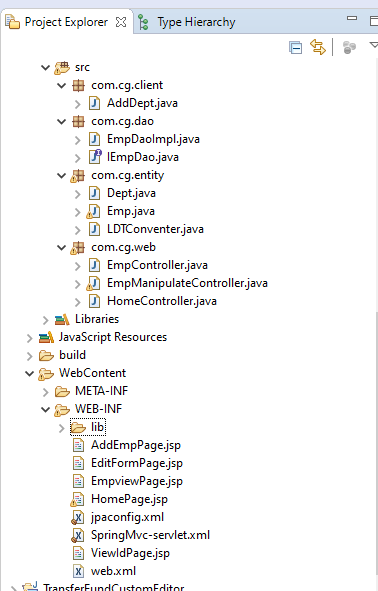 Project Explorer
Type Hierarchy
src
com.cg.client
AddDept.java
com.cg.dao
EmpDaoImpl.java
IEmpDao.java
com.cg.entity
Dept.java
Emp.java
LDTConventer.java
com.cg.web
EmpController.java
EmpManipulateController.java
HomeController.java
Libraries
JavaScript Resources
build
WebContent
META-INF
WEB-INF
lib
AddEmpPage.jsp
EditFormPage.jsp
EmpviewPage.jsp
HomePage.jsp
jpaconfig.xml
SpringMvc-servlet.xml
ViewIdPage.jsp
web.xml
TransferFundCustomEditor